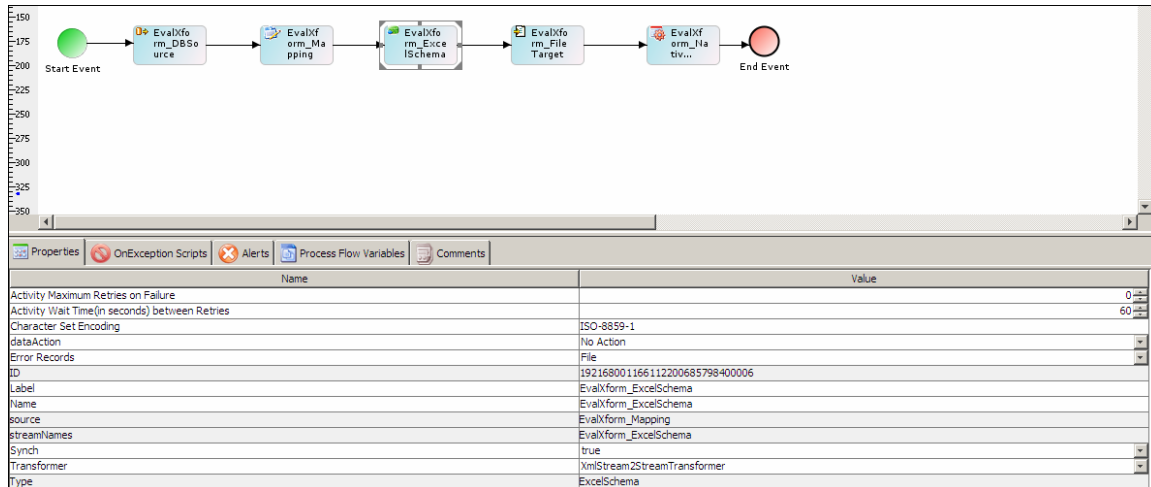 -150
-175
-200
-225
-250
-275
-300
-325
-350
Start Event
EvalXfo
rm_DBSo
urce
EvalXf
orm_Ma
pping
EvalXfo
rm_Exce
lSchema
EvalXfo
rm_File
Target
EvalXf
orm_Na
tiv...
End Event
Properties OnException Scripts Alerts Process Flow Variables Comments
Name Value
Activity Maximum Retries on Failure 0
Activity Wait Time(in seconds) between Retries 60
Character Set Encoding ISO-8859-1
dataAction No Action
Error Records File
ID 192168001166112200685798400006
Label EvalXform_ExcelSchema
Name EvalXform_ExcelSchema
source EvalXform_Mapping
streamNames EvalXform_ExcelSchema
Synch true
Transformer XmlStream2StreamTransformer
Type ExcelSchema